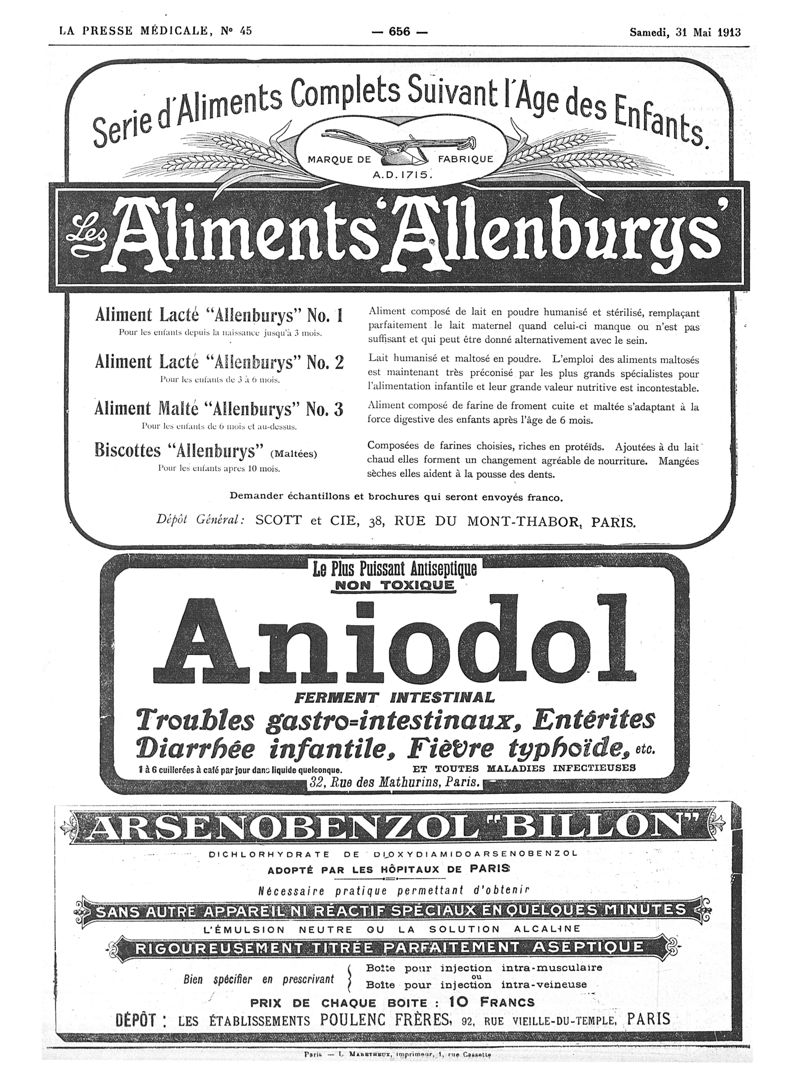 LA PRESSE MÉDICALE, Nº 45 — 656 — Samedi, 31 Mai 1913
Serie d'Aliments Complets Suivant l'Age des Enfants.
MARQUE DE FABRIQUE
A.D. 1715.
Les Aliments 'Allenburys'
Aliment Lacté "Allenburys" No. 1
Pour les enfants depuis la naissance jusqu'à 3 mois.
Aliment composé de lait en poudre humanisé et stérilisé, remplaçant
parfaitement le lait maternel quand celui-ci manque ou n'est pas
suffisant et qui peut être donné alternativement avec le sein.
Aliment Lacté "Allenburys" No. 2
Pour les enfants de 3 à 6 mois.
Lait humanisé et maltosé en poudre. L'emploi des aliments maltosés
est maintenant très préconisé par les plus grands spécialistes pour
l'alimentation infantile et leur grande valeur nutritive est incontestable.
Aliment Malté "Allenburys" No. 3
Pour les enfants de 6 mois et au-dessus.
Aliment composé de farine de froment cuite et maltée s'adaptant à la
force digestive des enfants après l'âge de 6 mois.
Biscottes "Allenburys" (Maltées)
Pour les enfants apres 10 mois.
Composées de farines choisies, riches en protéïds. Ajoutées à du lait
chaud elles forment un changement agréable de nourriture. Mangées
sèches elles aident à la pousse des dents.
Demander échantillons et brochures qui seront envoyés franco.
Dépôt Général: SCOTT et CIE, 38, RUE DU MONT-THABOR, PARIS.
Le Plus Puissant Antiseptique
NON TOXIQUE
Aniodol
FERMENT INTESTINAL
Troubles gastro-intestinaux, Entérites
Diarrhée infantile, Fièvre typhoïde, etc.
1 à 6 cuillerées à café par jour dans liquide quelconque. ET TOUTES MALADIES INFECTIEUSES
32, Rue des Mathurins, Paris.
ARSENOBENZOL "BILLON"
DICHLORHYDRATE DE DIOXYDIAMIDOARSENOBENZOL
ADOPTÉ PAR LES HÔPITAUX DE PARIS
Nécessaire pratique permettant d'obtenir
SANS AUTRE APPAREIL NI RÉACTIF SPÉCIAUX EN QUELQUES MINUTES
L'ÉMULSION NEUTRE OU LA SOLUTION ALCALINE
RIGOUREUSEMENT TITRÉE PARFAITEMENT ASEPTIQUE
Bien spécifier en prescrivant
Boîte pour injection intra-musculaire
ou
Boîte pour injection intra-veineuse
PRIX DE CHAQUE BOITE : 10 FRANCS
DÉPÔT : LES ÉTABLISSEMENTS POULENC FRÈRES, 92, RUE VIEILLE-DU-TEMPLE, PARIS
Paris — L. MARETHEUX, imprimeur, 1, rue Cassette